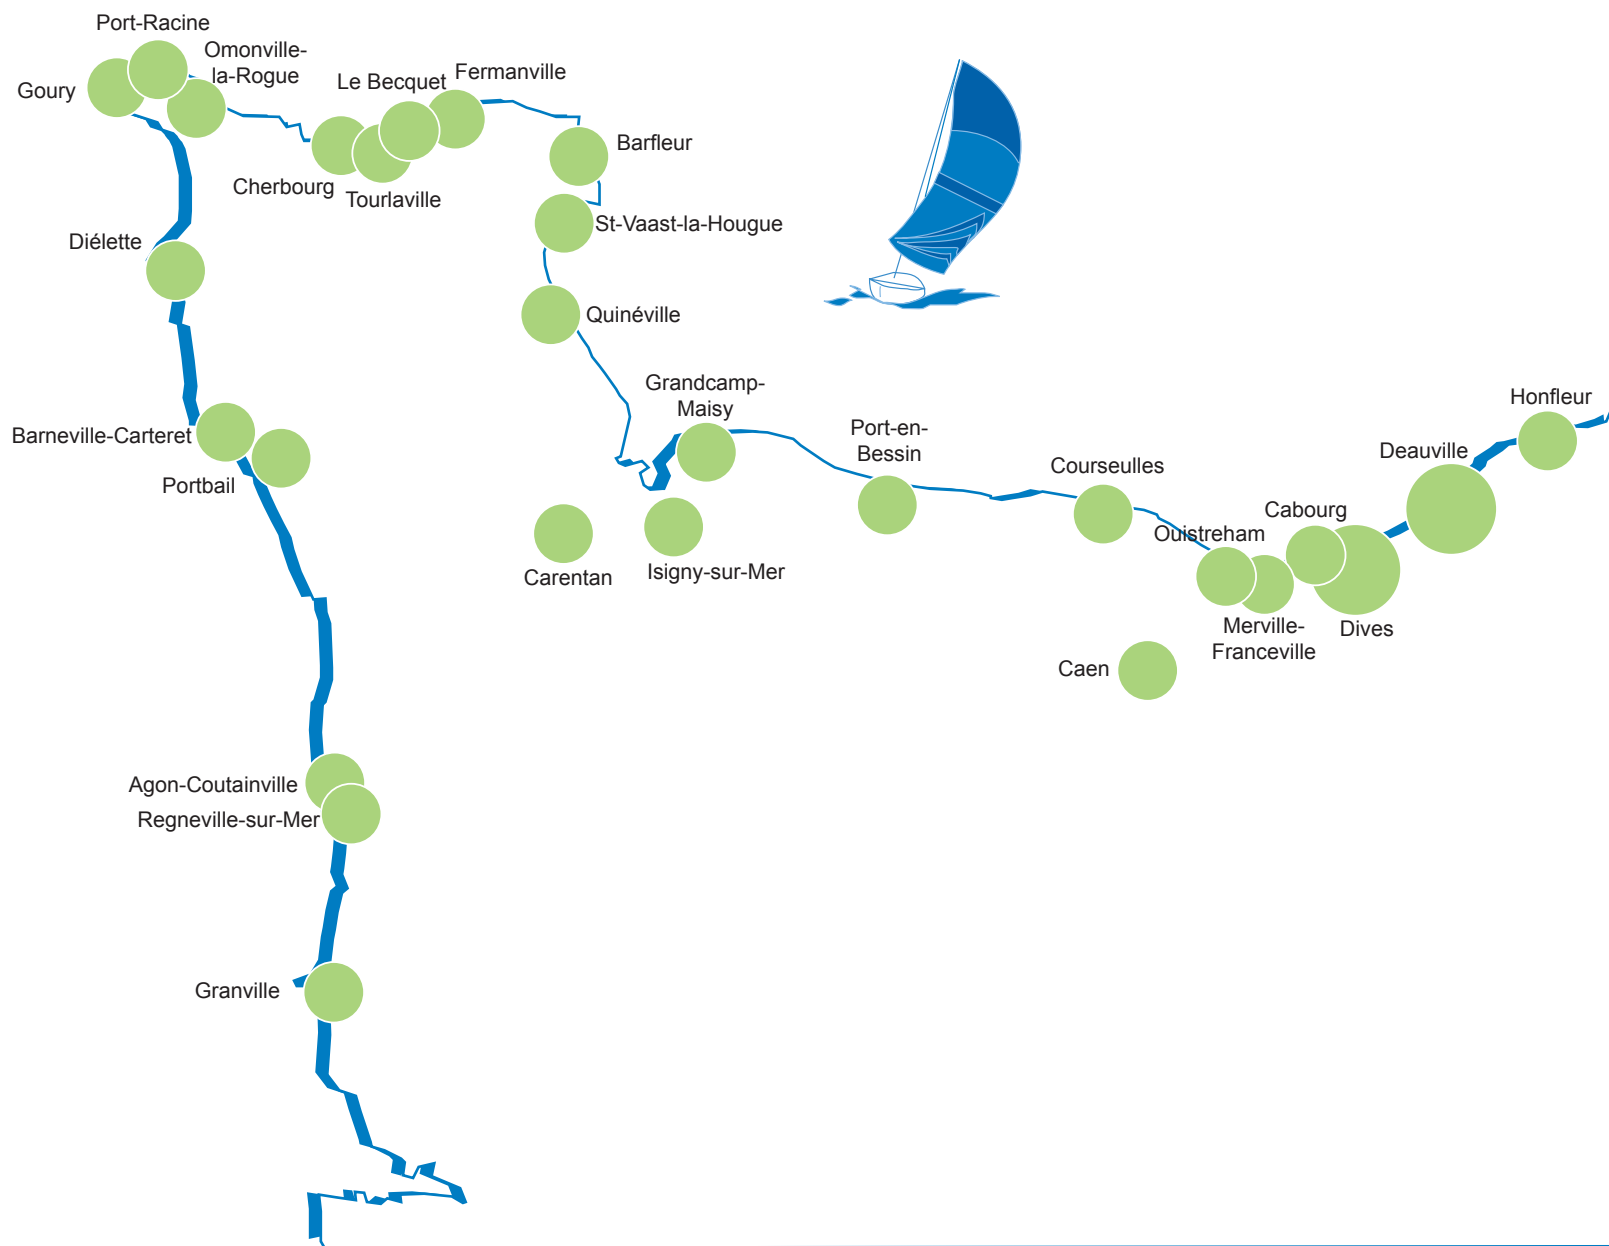 Port-Racine
Omonville-
la-Rogue
Goury
Le Becquet
Fermanville
Barfleur
Cherbourg
Tourlaville
St-Vaast-la-Hougue
Diélette
Quinéville
Grandcamp-
Maisy
Barneville-Carteret
Portbail
Port-en-
Bessin
Honfleur
Deauville
Courseulles
Cabourg
Ouistreham
Carentan
Isigny-sur-Mer
Merville-
Franceville
Dives
Caen
Agon-Coutainville
Regneville-sur-Mer
Granville